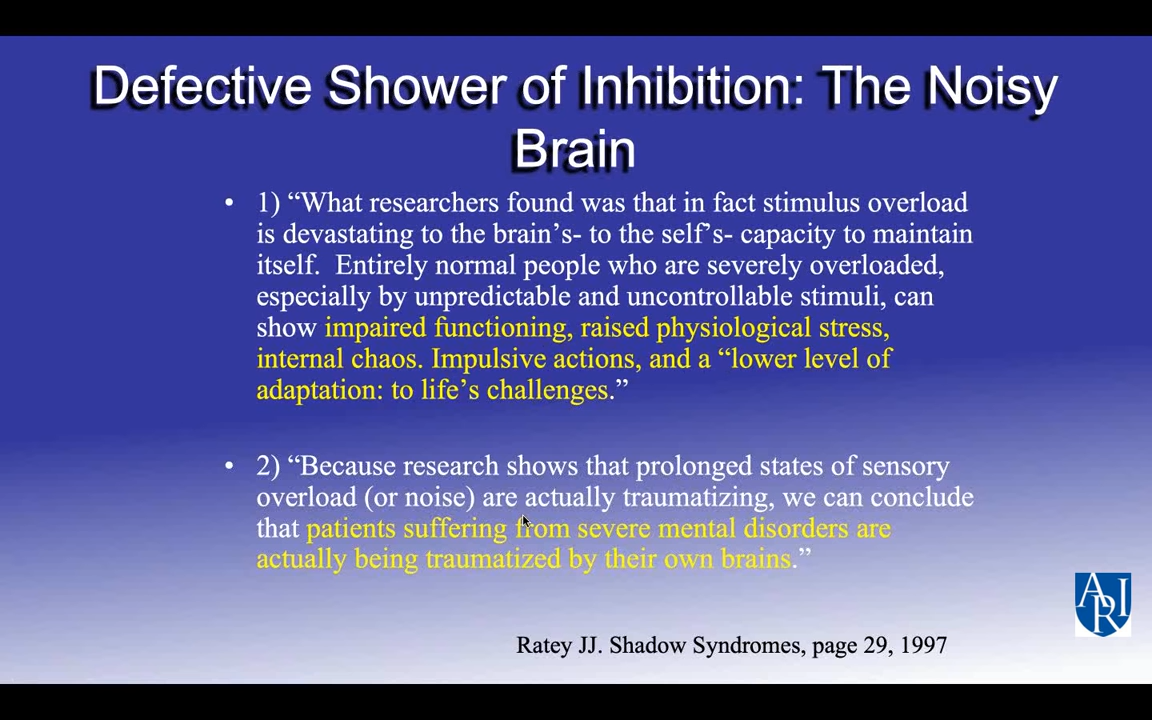 Defective Shower of Inhibition: The Noisy
Brain
• 1) “What researchers found was that in fact stimulus overload
is devastating to the brain’s- to the self’s- capacity to maintain
itself.  Entirely normal people who are severely overloaded,
especially by unpredictable and uncontrollable stimuli, can
show impaired functioning, raised physiological stress,
internal chaos. Impulsive actions, and a “lower level of
adaptation: to life’s challenges.”
• 2) “Because research shows that prolonged states of sensory
overload (or noise) are actually traumatizing, we can conclude
that patients suffering from severe mental disorders are
actually being traumatized by their own brains.”
ARI
Ratey JJ. Shadow Syndromes, page 29, 1997